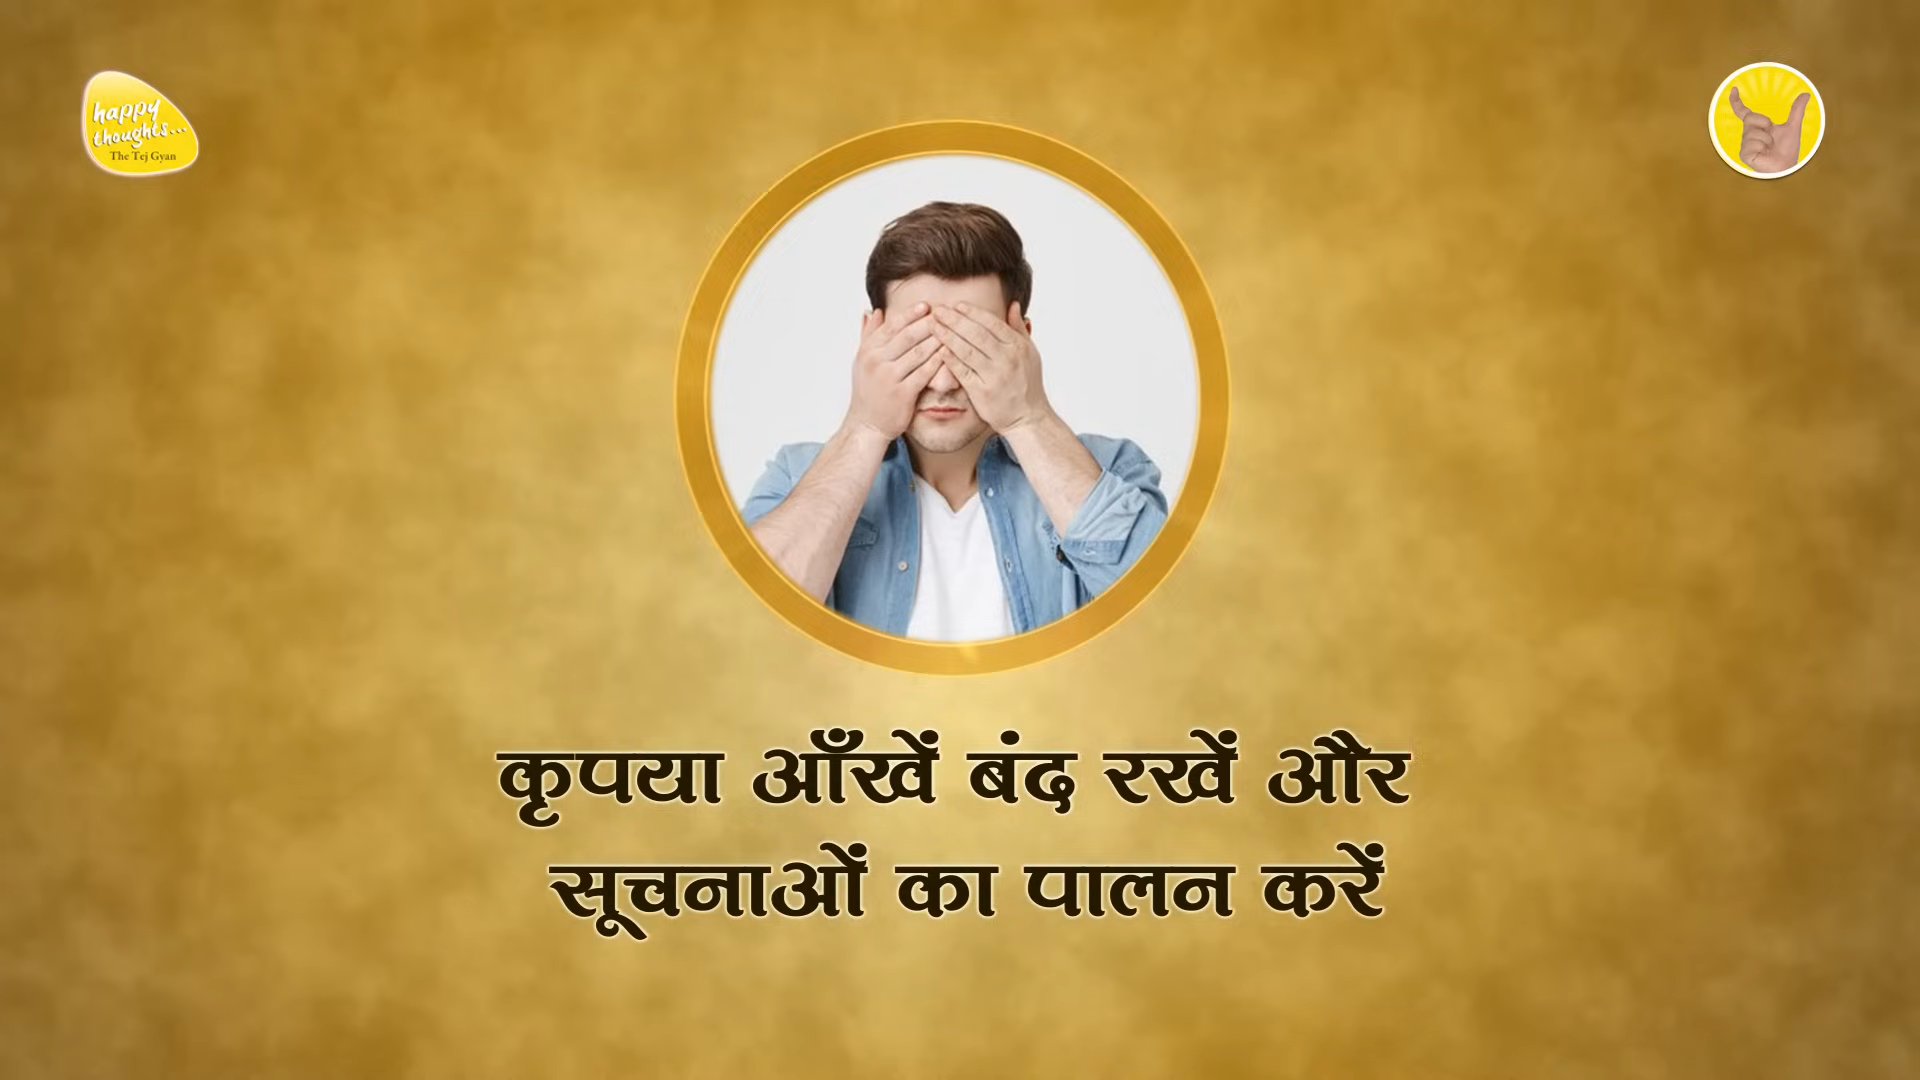 happy
thoughts...
The Tej Gyan
कृपया आँखें बंद रखें और
सूचनाओं का पालन करें